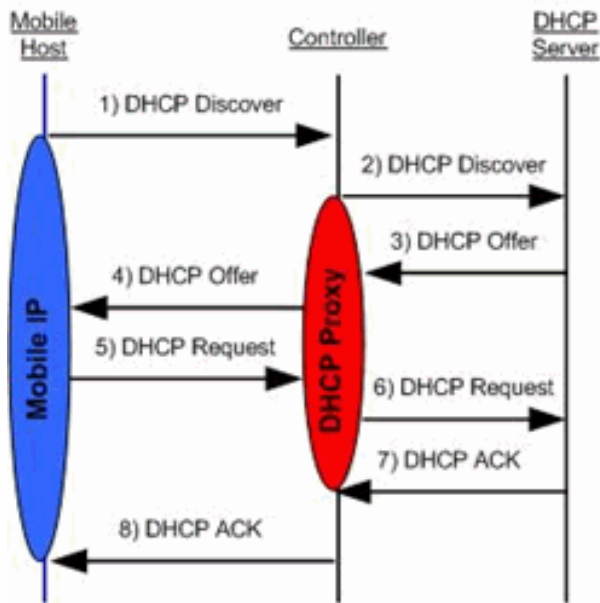 Mobile
Host
Controller
DHCP
Server
1) DHCP Discover
2) DHCP Discover
3) DHCP Offer
4) DHCP Offer
5) DHCP Request
6) DHCP Request
7) DHCP ACK
8) DHCP ACK
Mobile IP
DHCP Proxy